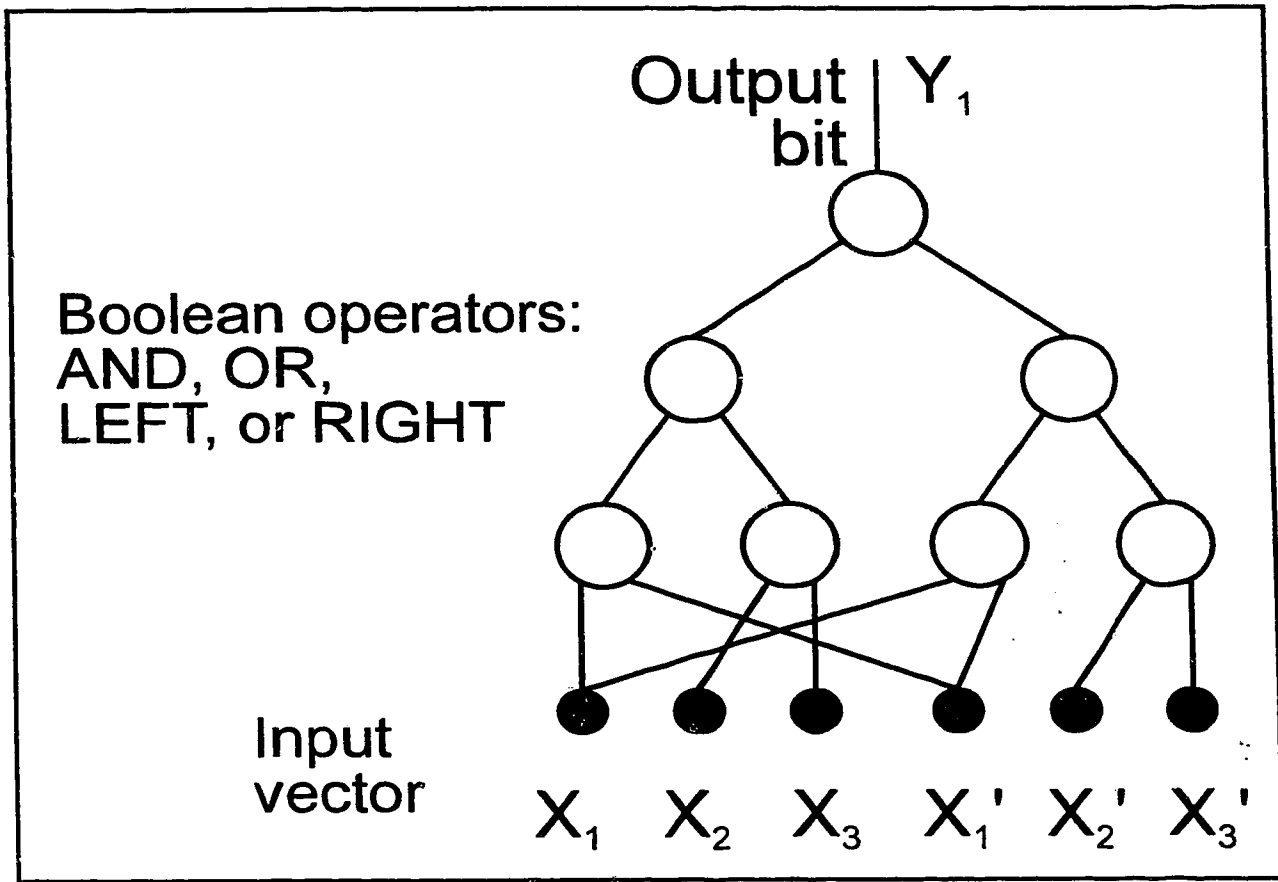 Output Y₁
bit
Boolean operators:
AND, OR,
LEFT, or RIGHT
Input
vector
X₁ X₂ X₃ X₁' X₂' X₃'